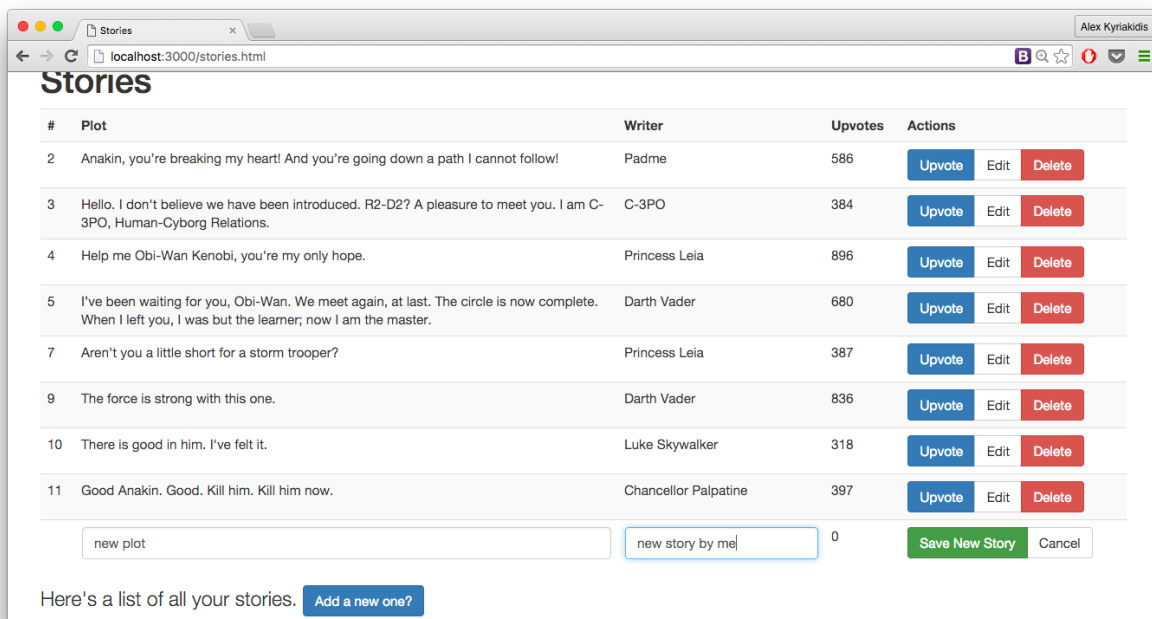 Stories
Alex Kyriakidis
localhost:3000/stories.html
B
Stories
# Plot Writer Upvotes Actions
2 Anakin, you’re breaking my heart! And you’re going down a path I cannot follow! Padme 586 Upvote Edit Delete
3 Hello. I don't believe we have been introduced. R2-D2? A pleasure to meet you. I am C- C-3PO 384 Upvote Edit Delete
3PO, Human-Cyborg Relations.
4 Help me Obi-Wan Kenobi, you're my only hope. Princess Leia 896 Upvote Edit Delete
5 I've been waiting for you, Obi-Wan. We meet again, at last. The circle is now complete. Darth Vader 680 Upvote Edit Delete
When I left you, I was but the learner; now I am the master.
7 Aren't you a little short for a storm trooper? Princess Leia 387 Upvote Edit Delete
9 The force is strong with this one. Darth Vader 836 Upvote Edit Delete
10 There is good in him. I've felt it. Luke Skywalker 318 Upvote Edit Delete
11 Good Anakin. Good. Kill him. Kill him now. Chancellor Palpatine 397 Upvote Edit Delete
new plot new story by me 0 Save New Story Cancel
Here's a list of all your stories. Add a new one?